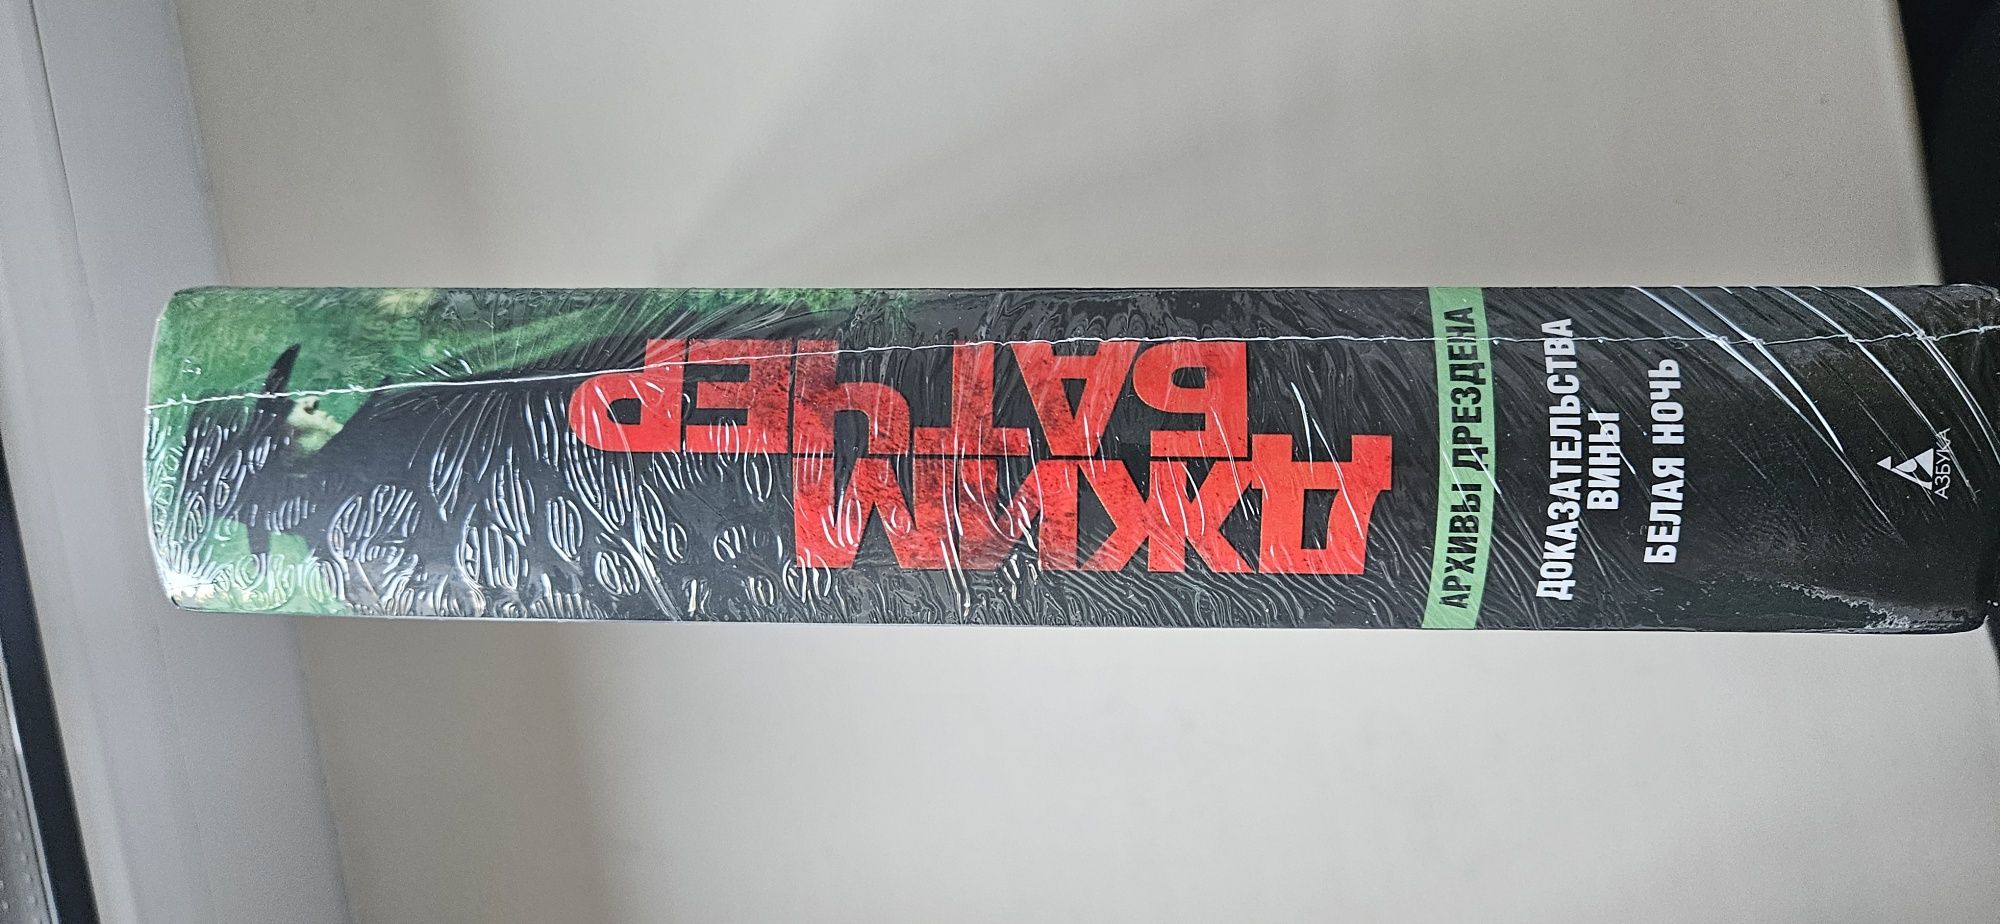 ДЖИМ
БАТЧЕР
АРХИВЫ ДРЕЗДЕНА
ДОКАЗАТЕЛЬСТВА
ВИНЫ
БЕЛАЯ НОЧЬ
АЗБУКА